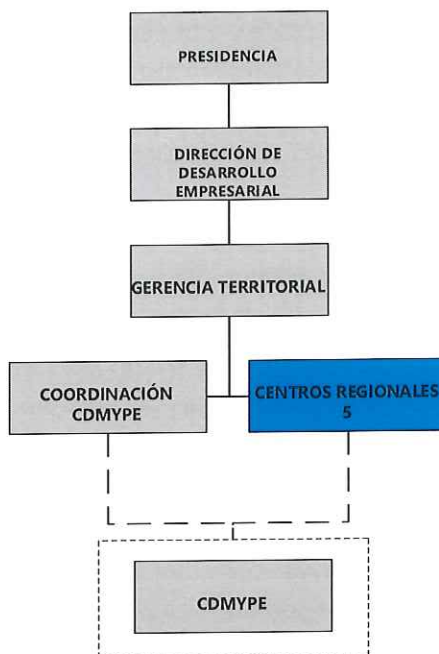 PRESIDENCIA
DIRECCIÓN DE
DESARROLLO
EMPRESARIAL
GERENCIA TERRITORIAL
COORDINACIÓN
CDMYPE
CENTROS REGIONALES
5
CDMYPE